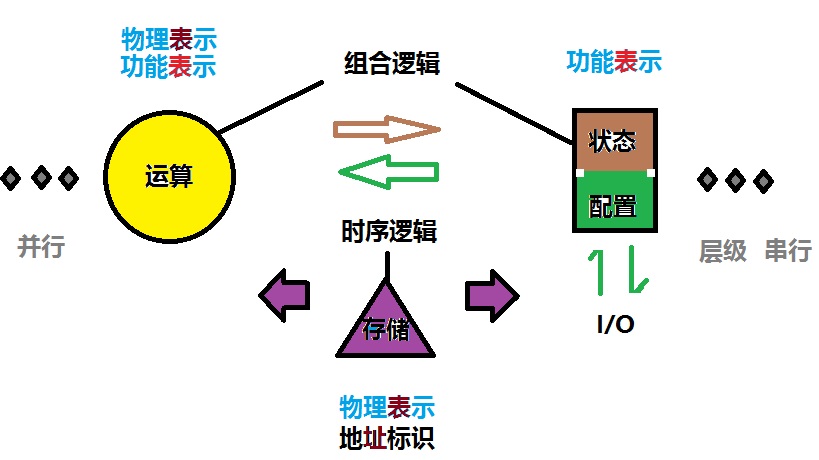 物理表示
功能表示
组合逻辑
功能表示
运算
状态
配置
并行
时序逻辑
层级 串行
存储
I/O
物理表示
地址标识